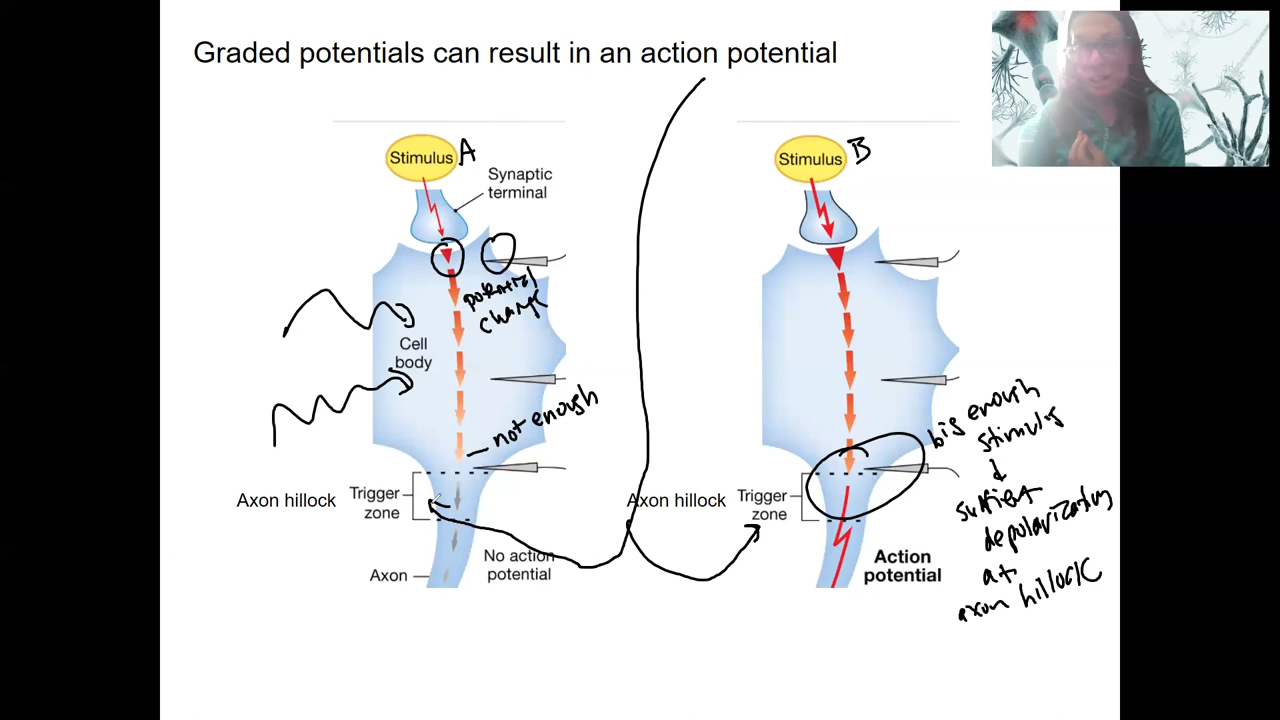 Graded potentials can result in an action potential
Stimulus A
Synaptic
terminal
potential
change
Cell
body
not enough
Axon hillock
Trigger
zone
No action
potential
Axon
Stimulus B
big enough
stimulus
&
sufficient
depolarization
at
axon hillock
Axon hillock
Trigger
zone
Action
potential